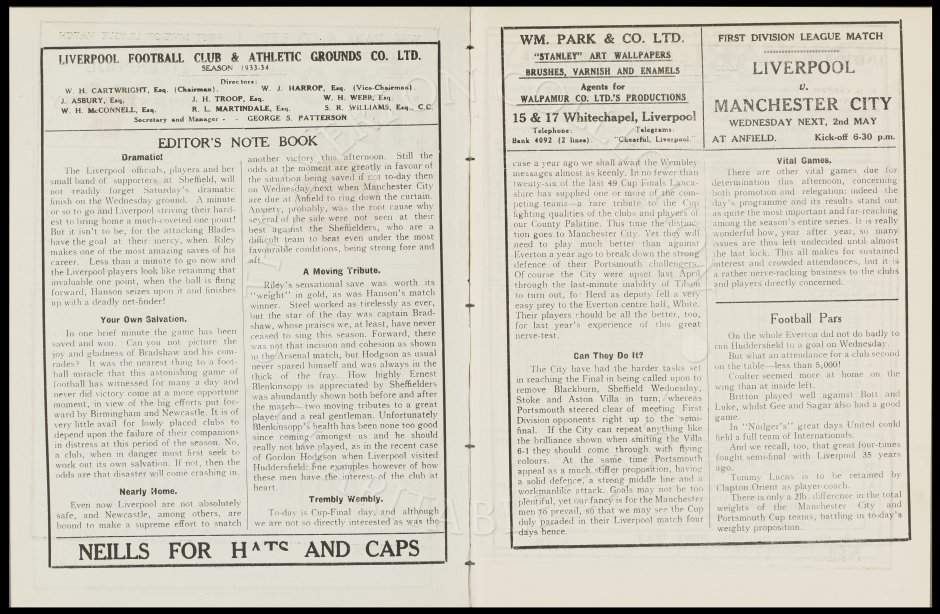 LIVERPOOL FOOTBALL CLUB & ATHLETIC GROUNDS CO. LTD.
SEASON 1933-34
Directors:
W. H. CARTWRIGHT, Esq. (Chairman). W. J. HARROP, Esq. (Vice-Chairman)
J. ASBURY, Esq. J. H. TROOP, Esq. W. H. WEBB, Esq.
W. H. McCONNELL, Esq. R. L. MARTINDALE, Esq. S. R. WILLIAMS, Esq., C.C.
Secretary and Manager - - GEORGE S. PATTERSON
EDITOR'S NOTE BOOK
Dramatic!
The Liverpool officials, players and her
small band of supporters at Sheffield, will
not readily forget Saturday's dramatic
finish on the Wednesday ground. A minute
or so to go and Liverpool striving their hard-
est to bring home a much-coveted one point!
But it isn't to be, for the attacking Blades
have the goal at their mercy, when Riley
makes one of the most amazing saves of his
career. Less than a minute to go now and
the Liverpool players look like retaining that
invaluable one point, when the ball is flung
forward, Hanson seizes upon it and finishes
up with a deadly net-finder!
Your Own Salvation.
In one brief minute the game has been
saved and won. Can you not picture the
joy and gladness of Bradshaw and his com-
rades? It was the nearest thing to a foot-
ball miracle that this astonishing game of
football has witnessed for many a day and
never did victory come at a more opportune
moment, in view of the big efforts put for-
ward by Birmingham and Newcastle. It is of
very little avail for lowly placed clubs to
depend upon the failure of their companions
in distress at this period of the season. No,
a club, when in danger must first seek to
work out its own salvation. If not, then the
odds are that disaster will come crashing in.
Nearly Home.
Even now Liverpool are not absolutely
safe, and Newcastle, among others, are
bound to make a supreme effort to snatch
another victory this afternoon. Still the
odds at the moment are greatly in favour of
the situation being saved if not to-day then
on Wednesday next when Manchester City
are due at Anfield to ring down the curtain.
Anxiety, probably, was the root cause why
several of the side were not seen at their
best against the Sheffielders, who are a
difficult team to beat even under the most
favourable conditions, being strong fore and
aft.
A Moving Tribute.
Riley's sensational save was worth its
"weight" in gold, as was Hanson's match
winner. Steel worked as tirelessly as ever,
but the star of the day was captain Brad-
shaw, whose praises we, at least, have never
ceased to sing this season. Forward, there
was not that incision and cohesion as shown
in the Arsenal match, but Hodgson as usual
never spared himself and was always in the
thick of the fray. How highly Ernest
Blenkinsopp is appreciated by Sheffielders
was abundantly shown both before and after
the match—two moving tributes to a great
player and a real gentleman. Unfortunately
Blenkinsopp's health has been none too good
since coming amongst us and he should
really not have played, as in the recent case
of Gordon Hodgson when Liverpool visited
Huddersfield: fine examples however of how
these men have the interest of the club at
heart.
Trembly Wembly.
To-day is Cup-Final day, and although
we are not so directly interested as was the
NEILLS FOR HATS AND CAPS
WM. PARK & CO. LTD.
"STANLEY" ART WALLPAPERS
BRUSHES, VARNISH AND ENAMELS
Agents for
WALPAMUR CO. LTD.'S PRODUCTIONS
15 & 17 Whitechapel, Liverpool
Telephone: Telegrams:
Bank 4092 (2 lines). "Cheerful, Liverpool."
FIRST DIVISION LEAGUE MATCH
LIVERPOOL
v.
MANCHESTER CITY
WEDNESDAY NEXT, 2nd MAY
AT ANFIELD. Kick-off 6-30 p.m.
case a year ago we shall await the Wembley
messages almost as keenly. In no fewer than
twenty-six of the last 49 Cup Finals Lanca-
shire has supplied one or more of the com-
peting teams—a rare tribute to the Cup
fighting qualities of the clubs and players of
our County Palatine. This time the distinc-
tion goes to Manchester City. Yet they will
need to play much better than against
Everton a year ago to break down the strong
defence of their Portsmouth challengers.
Of course the City were upset last April
through the last-minute inability of Tilson
to turn out, for Herd as deputy fell a very
easy prey to the Everton centre half, White.
Their players should be all the better, too,
for last year's experience of this great
nerve-test.
Can They Do It?
The City have had the harder tasks set
in reaching the Final in being called upon to
remove Blackburn, Sheffield Wednesday,
Stoke and Aston Villa in turn, whereas
Portsmouth steered clear of meeting First
Division opponents right up to the semi-
final. If the City can repeat anything like
the brilliance shown when smiting the Villa
6-1 they should come through with flying
colours. At the same time Portsmouth
appeal as a much stiffer proposition, having
a solid defence, a strong middle line and a
workmanlike attack. Goals may not be too
plentiful, yet our fancy is for the Manchester
men to prevail, so that we may see the Cup
duly paraded in their Liverpool match four
days hence.
Vital Games.
There are other vital games due for
determination this afternoon, concerning
both promotion and relegation: indeed the
day's programme and its results stand out
as quite the most important and far-reaching
among the season's entire series. It is really
wonderful how, year after year, so many
issues are thus left undecided until almost
the last kick. This all makes for sustained
interest and crowded attendances, but it is
a rather nerve-racking business to the clubs
and players directly concerned.
Football Pars
On the whole Everton did not do badly to
run Huddersfield to a goal on Wednesday.
But what an attendance for a club second
on the table—less than 5,000!
Coulter seemed more at home on the
wing than at inside left.
Britton played well against Bott and
Luke, whilst Gee and Sagar also had a good
game.
In "Nudger's" great days United could
field a full team of Internationals.
And we recall, too, that great four-times
fought semi-final with Liverpool 35 years
ago.
Tommy Lucas is to be retained by
Clapton Orient as player-coach.
There is only a 2lb. difference in the total
weights of the Manchester City and
Portsmouth Cup teams, battling in to-day's
weighty proposition.